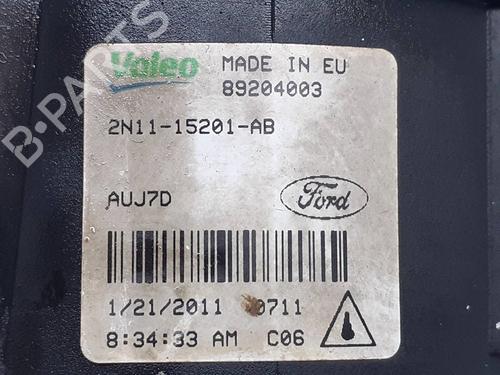 Valeo MADE IN EU
89204003
2N11-15201-AB
AUJ7D Ford
1/21/2011 0711
8:34:33 AM C06
B-PARTS